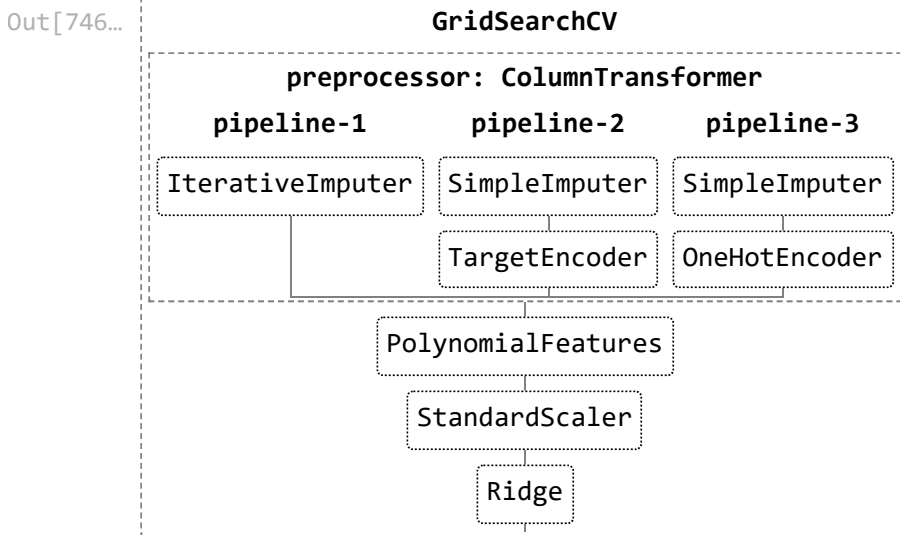 Out[746…
GridSearchCV
preprocessor: ColumnTransformer
pipeline-1 pipeline-2 pipeline-3
IterativeImputer SimpleImputer SimpleImputer
TargetEncoder OneHotEncoder
PolynomialFeatures
StandardScaler
Ridge